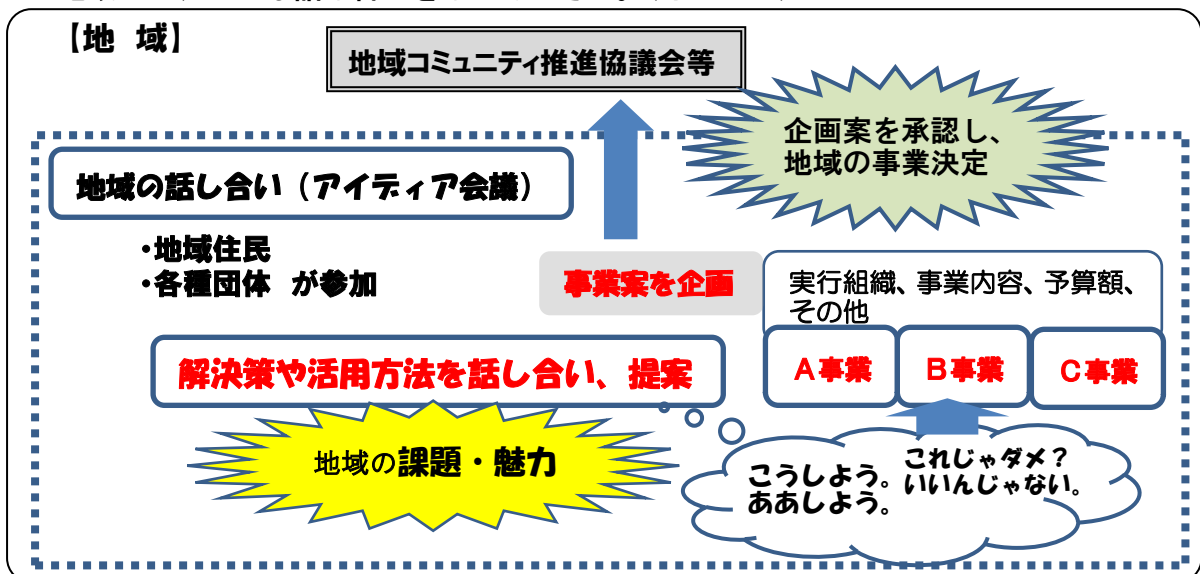 【地 域】
地域コミュニティ推進協議会等
企画案を承認し、
地域の事業決定
地域の話し合い（アイディア会議）
・地域住民
・各種団体 が参加
事業案を企画
実行組織、事業内容、予算額、
その他
解決策や活用方法を話し合い、提案
A事業
B事業
C事業
地域の課題・魅力
こうしよう。
ああしよう。
これじゃダメ？
いいんじゃない。